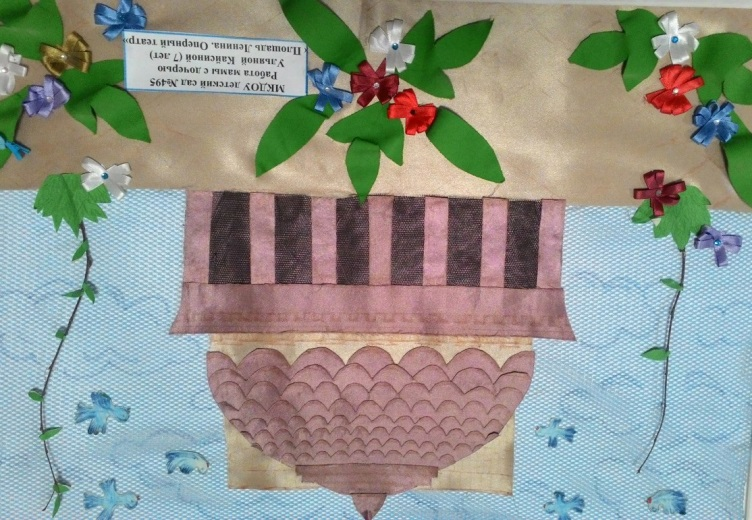 МКДОУ детский сад №495
Работа мамы с дочерью
Ульяной Кайсиной (7 лет)
«Площадь Ленина. Оперный театр»